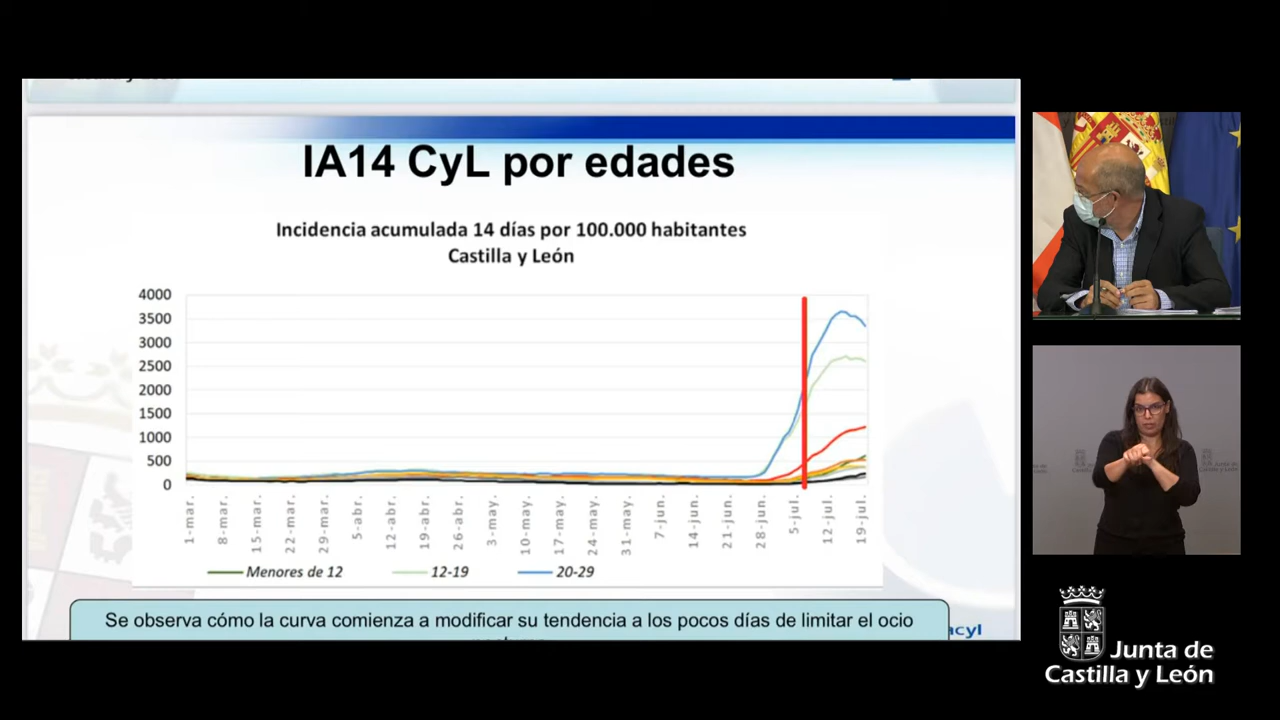 IA14 CyL por edades
Incidencia acumulada 14 días por 100.000 habitantes
Castilla y León
4000
3500
3000
2500
2000
1500
1000
500
0
1-mar.
8-mar.
15-mar.
22-mar.
29-mar.
5-abr.
12-abr.
19-abr.
26-abr.
3-may.
10-may.
17-may.
24-may.
31-may.
7-jun.
14-jun.
21-jun.
28-jun.
5-jul.
12-jul.
19-jul.
Menores de 12
12-19
20-29
Se observa cómo la curva comienza a modificar su tendencia a los pocos días de limitar el ocio
Junta de
Castilla y León